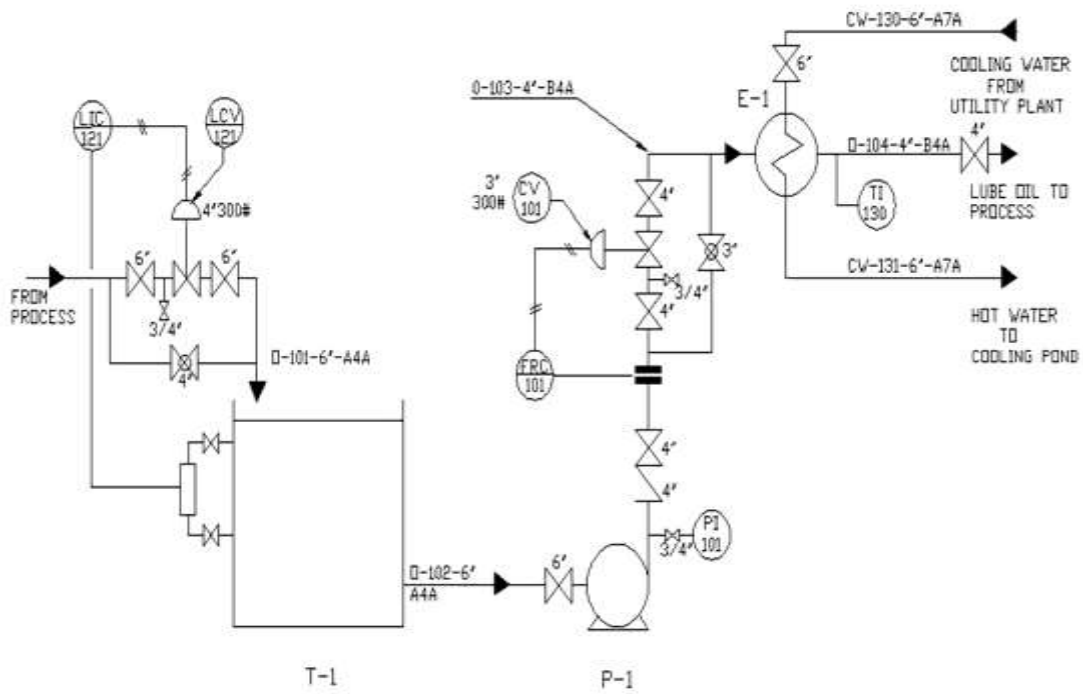 CW-130-6"-A7A
COOLING WATER
FROM
UTILITY PLANT
6"
E-1
O-103-4"-B4A
LIC
121
LCV
121
4"300#
4"
O-104-4"-B4A
TI
130
LUBE OIL TO
PROCESS
3"
300#
CV
101
4"
3"
3/4"
4"
CW-131-6"-A7A
HOT WATER
TO
COOLING POND
6"
6"
FROM
PROCESS
3/4"
4"
O-101-6"-A4A
FRC
101
4"
4"
PI
101
3/4"
O-102-6"
A4A
6"
T-1
P-1